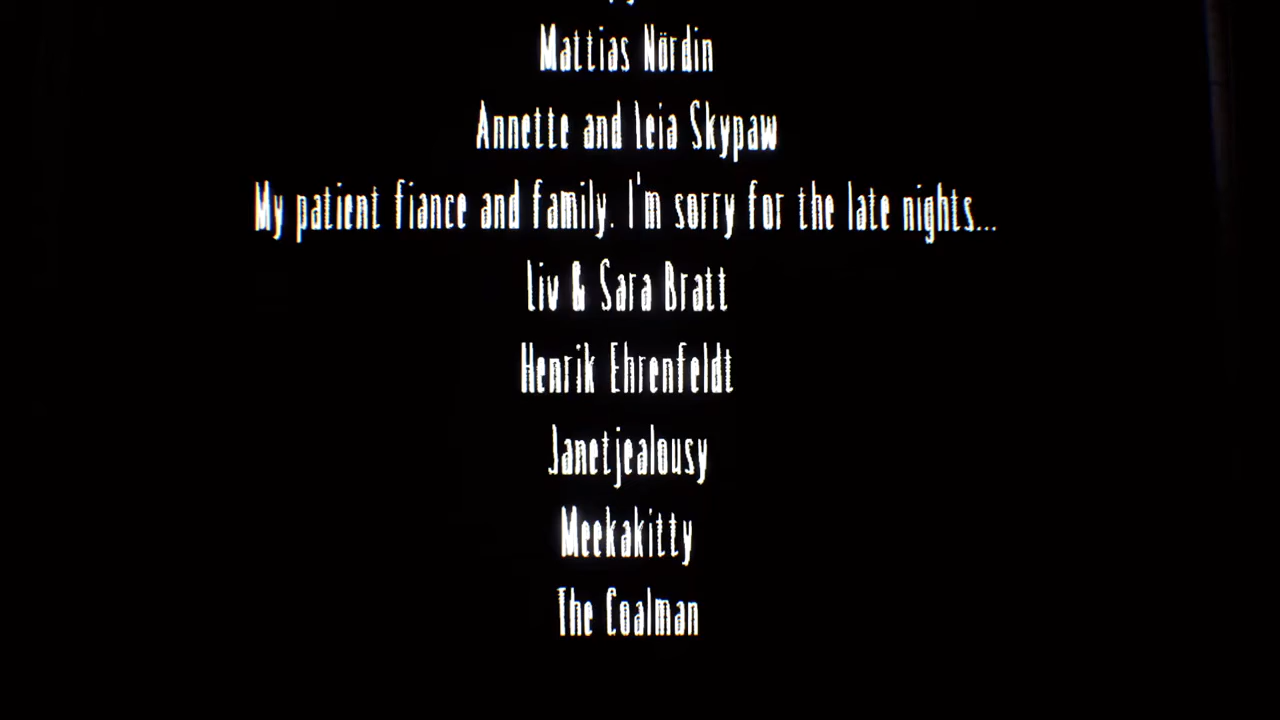 Mattias Nördin
Annette and Leia Skypaw
My patient fiance and family. I'm sorry for the late nights...
Liv & Sara Bratt
Henrik Ehrenfeldt
Janetjealousy
Meekakitty
The Coalman